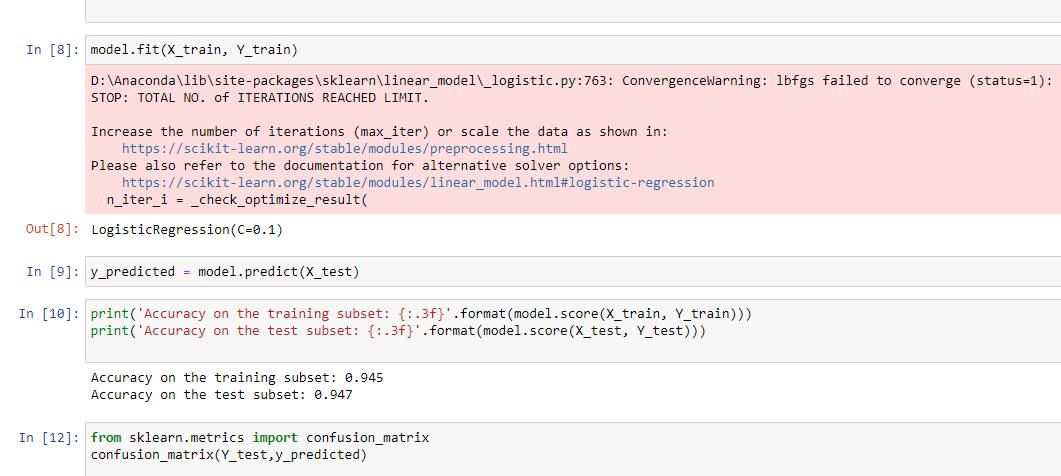 In [8]: model.fit(X_train, Y_train)
D:\Anaconda\lib\site-packages\sklearn\linear_model\_logistic.py:763: ConvergenceWarning: lbfgs failed to converge (status=1):
STOP: TOTAL NO. of ITERATIONS REACHED LIMIT.
Increase the number of iterations (max_iter) or scale the data as shown in:
https://scikit-learn.org/stable/modules/preprocessing.html
Please also refer to the documentation for alternative solver options:
https://scikit-learn.org/stable/modules/linear_model.html#logistic-regression
n_iter_i = _check_optimize_result(
Out[8]: LogisticRegression(C=0.1)
In [9]: y_predicted = model.predict(X_test)
In [10]: print('Accuracy on the training subset: {:.3f}'.format(model.score(X_train, Y_train)))
print('Accuracy on the test subset: {:.3f}'.format(model.score(X_test, Y_test)))
Accuracy on the training subset: 0.945
Accuracy on the test subset: 0.947
In [12]: from sklearn.metrics import confusion_matrix
confusion_matrix(Y_test,y_predicted)